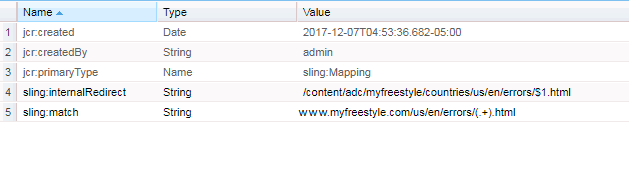 Name Type Value
1 jcr:created Date 2017-12-07T04:53:36.682-05:00
2 jcr:createdBy String admin
3 jcr:primaryType Name sling:Mapping
4 sling:internalRedirect String /content/adc/myfreestyle/countries/us/en/errors/$1.html
5 sling:match String www.myfreestyle.com/us/en/errors/(.+).html